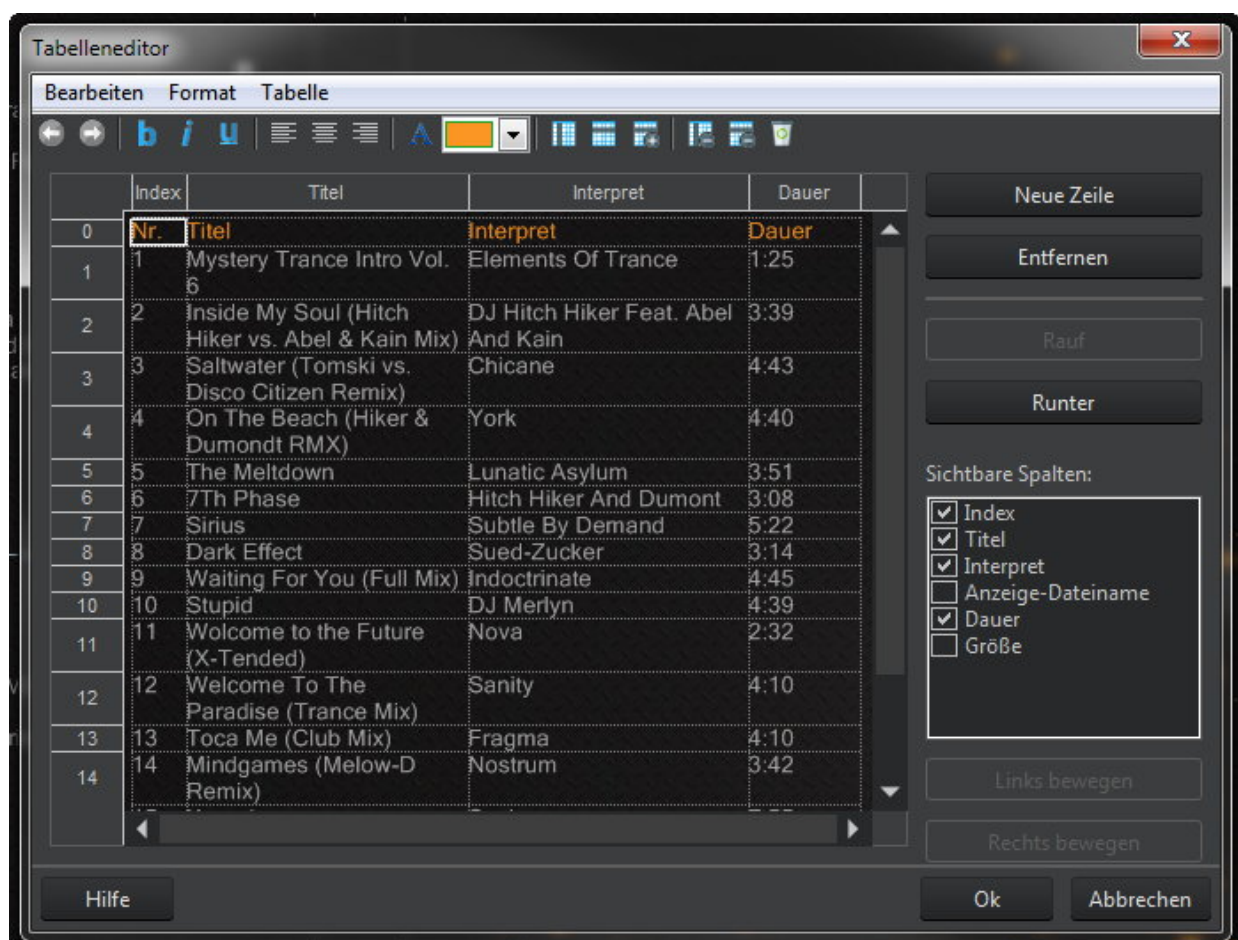 Tabelleneditor
Bearbeiten Format Tabelle
Index Titel Interpret Dauer
0 Nr. Titel Interpret Dauer
1 1 Mystery Trance Intro Vol. 6 Elements Of Trance 1:25
2 2 Inside My Soul (Hitch Hiker vs. Abel & Kain Mix) DJ Hitch Hiker Feat. Abel And Kain 3:39
3 3 Saltwater (Tomski vs. Disco Citizen Remix) Chicane 4:43
4 4 On The Beach (Hiker & Dumondt RMX) York 4:40
5 5 The Meltdown Lunatic Asylum 3:51
6 6 7Th Phase Hitch Hiker And Dumont 3:08
7 7 Sirius Subtle By Demand 5:22
8 8 Dark Effect Sued-Zucker 3:14
9 9 Waiting For You (Full Mix) Indoctrinate 4:45
10 10 Stupid DJ Merlyn 4:39
11 11 Wolcome to the Future (X-Tended) Nova 2:32
12 12 Welcome To The Paradise (Trance Mix) Sanity 4:10
13 13 Toca Me (Club Mix) Fragma 4:10
14 14 Mindgames (Melow-D Remix) Nostrum 3:42
Neue Zeile
Entfernen
Rauf
Runter
Sichtbare Spalten:
Index
Titel
Interpret
Anzeige-Dateiname
Dauer
Größe
Links bewegen
Rechts bewegen
Hilfe
Ok Abbrechen